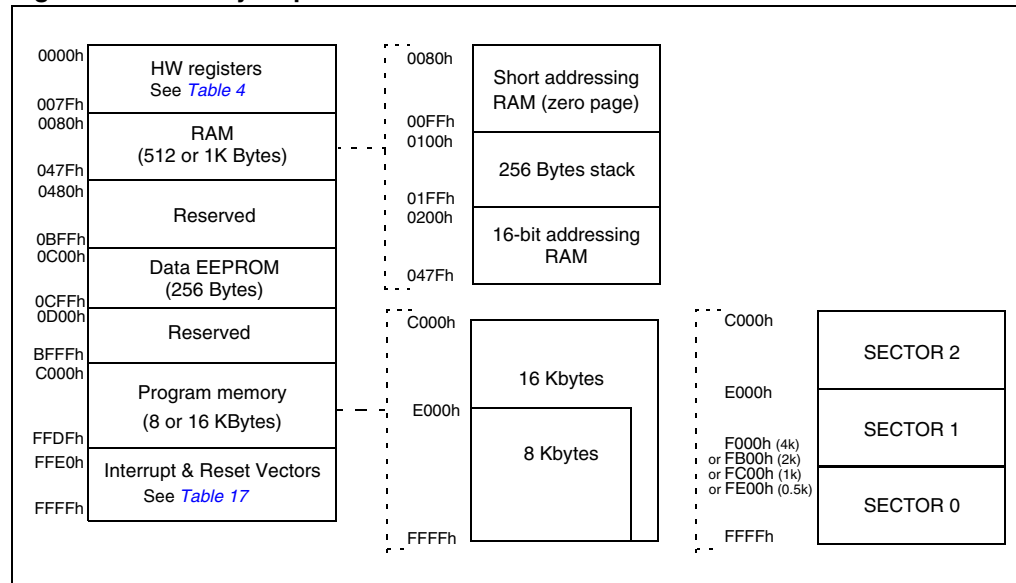 0000h
HW registers
See Table 4
007Fh
0080h
RAM
(512 or 1K Bytes)
047Fh
0480h
Reserved
0BFFh
0C00h
Data EEPROM
(256 Bytes)
0CFFh
0D00h
Reserved
BFFFh
C000h
Program memory
(8 or 16 KBytes)
FFDFh
FFE0h
Interrupt & Reset Vectors
See Table 17
FFFFh
0080h
Short addressing
RAM (zero page)
00FFh
0100h
256 Bytes stack
01FFh
0200h
16-bit addressing
RAM
047Fh
C000h
16 Kbytes
E000h
8 Kbytes
FFFFh
C000h
SECTOR 2
E000h
SECTOR 1
F000h (4k)
or FB00h (2k)
or FC00h (1k)
or FE00h (0.5k)
SECTOR 0
FFFFh